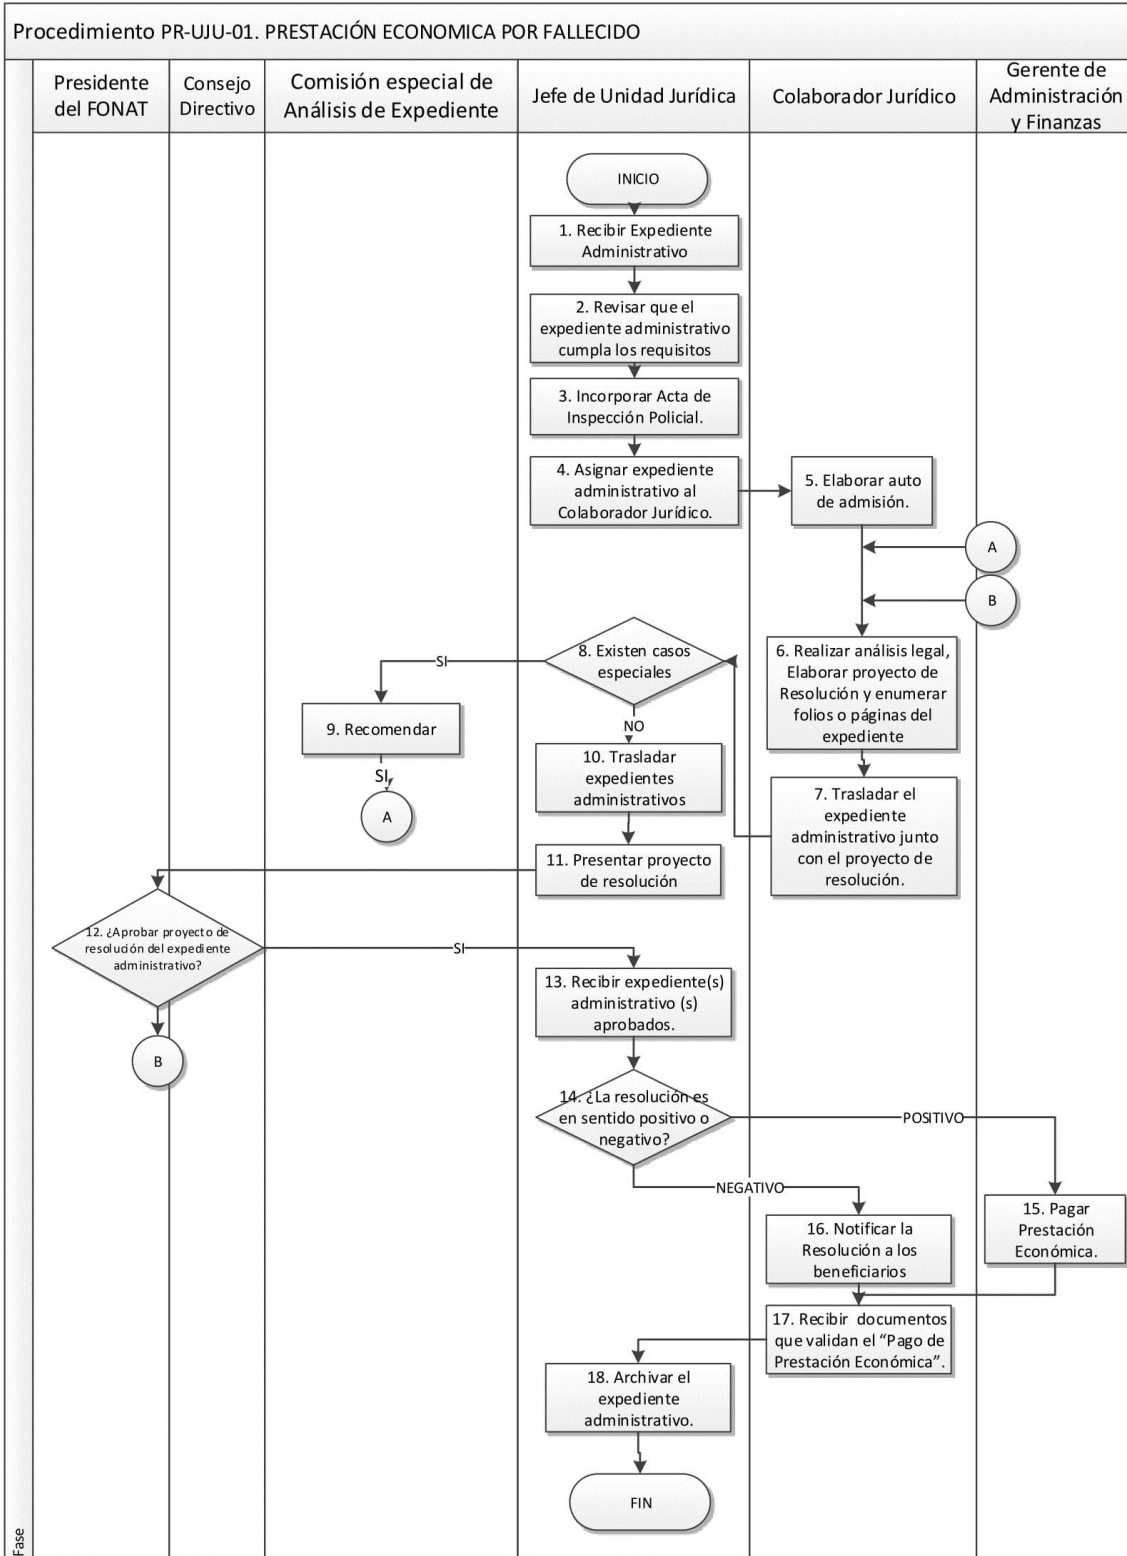 Procedimiento PR-UJU-01. PRESTACIÓN ECONOMICA POR FALLECIDO
Presidente
del FONAT
Consejo
Directivo
Comisión especial de
Análisis de Expediente
Jefe de Unidad Jurídica
Colaborador Jurídico
Gerente de
Administración
y Finanzas
INICIO
1. Recibir Expediente
Administrativo
2. Revisar que el
expediente administrativo
cumpla los requisitos
3. Incorporar Acta de
Inspección Policial.
4. Asignar expediente
administrativo al
Colaborador Jurídico.
5. Elaborar auto
de admisión.
A
B
6. Realizar análisis legal,
Elaborar proyecto de
Resolución y enumerar
folios o páginas del
expediente
7. Trasladar el
expediente
administrativo junto
con el proyecto de
resolución.
8. Existen casos
especiales
SI
NO
9. Recomendar
SI
A
10. Trasladar
expedientes
administrativos
11. Presentar proyecto
de resolución
12. ¿Aprobar proyecto de
resolución del expediente
administrativo?
SI
B
13. Recibir expediente(s)
administrativo (s)
aprobados.
14. ¿La resolución es
en sentido positivo o
negativo?
POSITIVO
NEGATIVO
15. Pagar
Prestación
Económica.
16. Notificar la
Resolución a los
beneficiarios
17. Recibir documentos
que validan el “Pago de
Prestación Económica”.
18. Archivar el
expediente
administrativo.
FIN
Fase